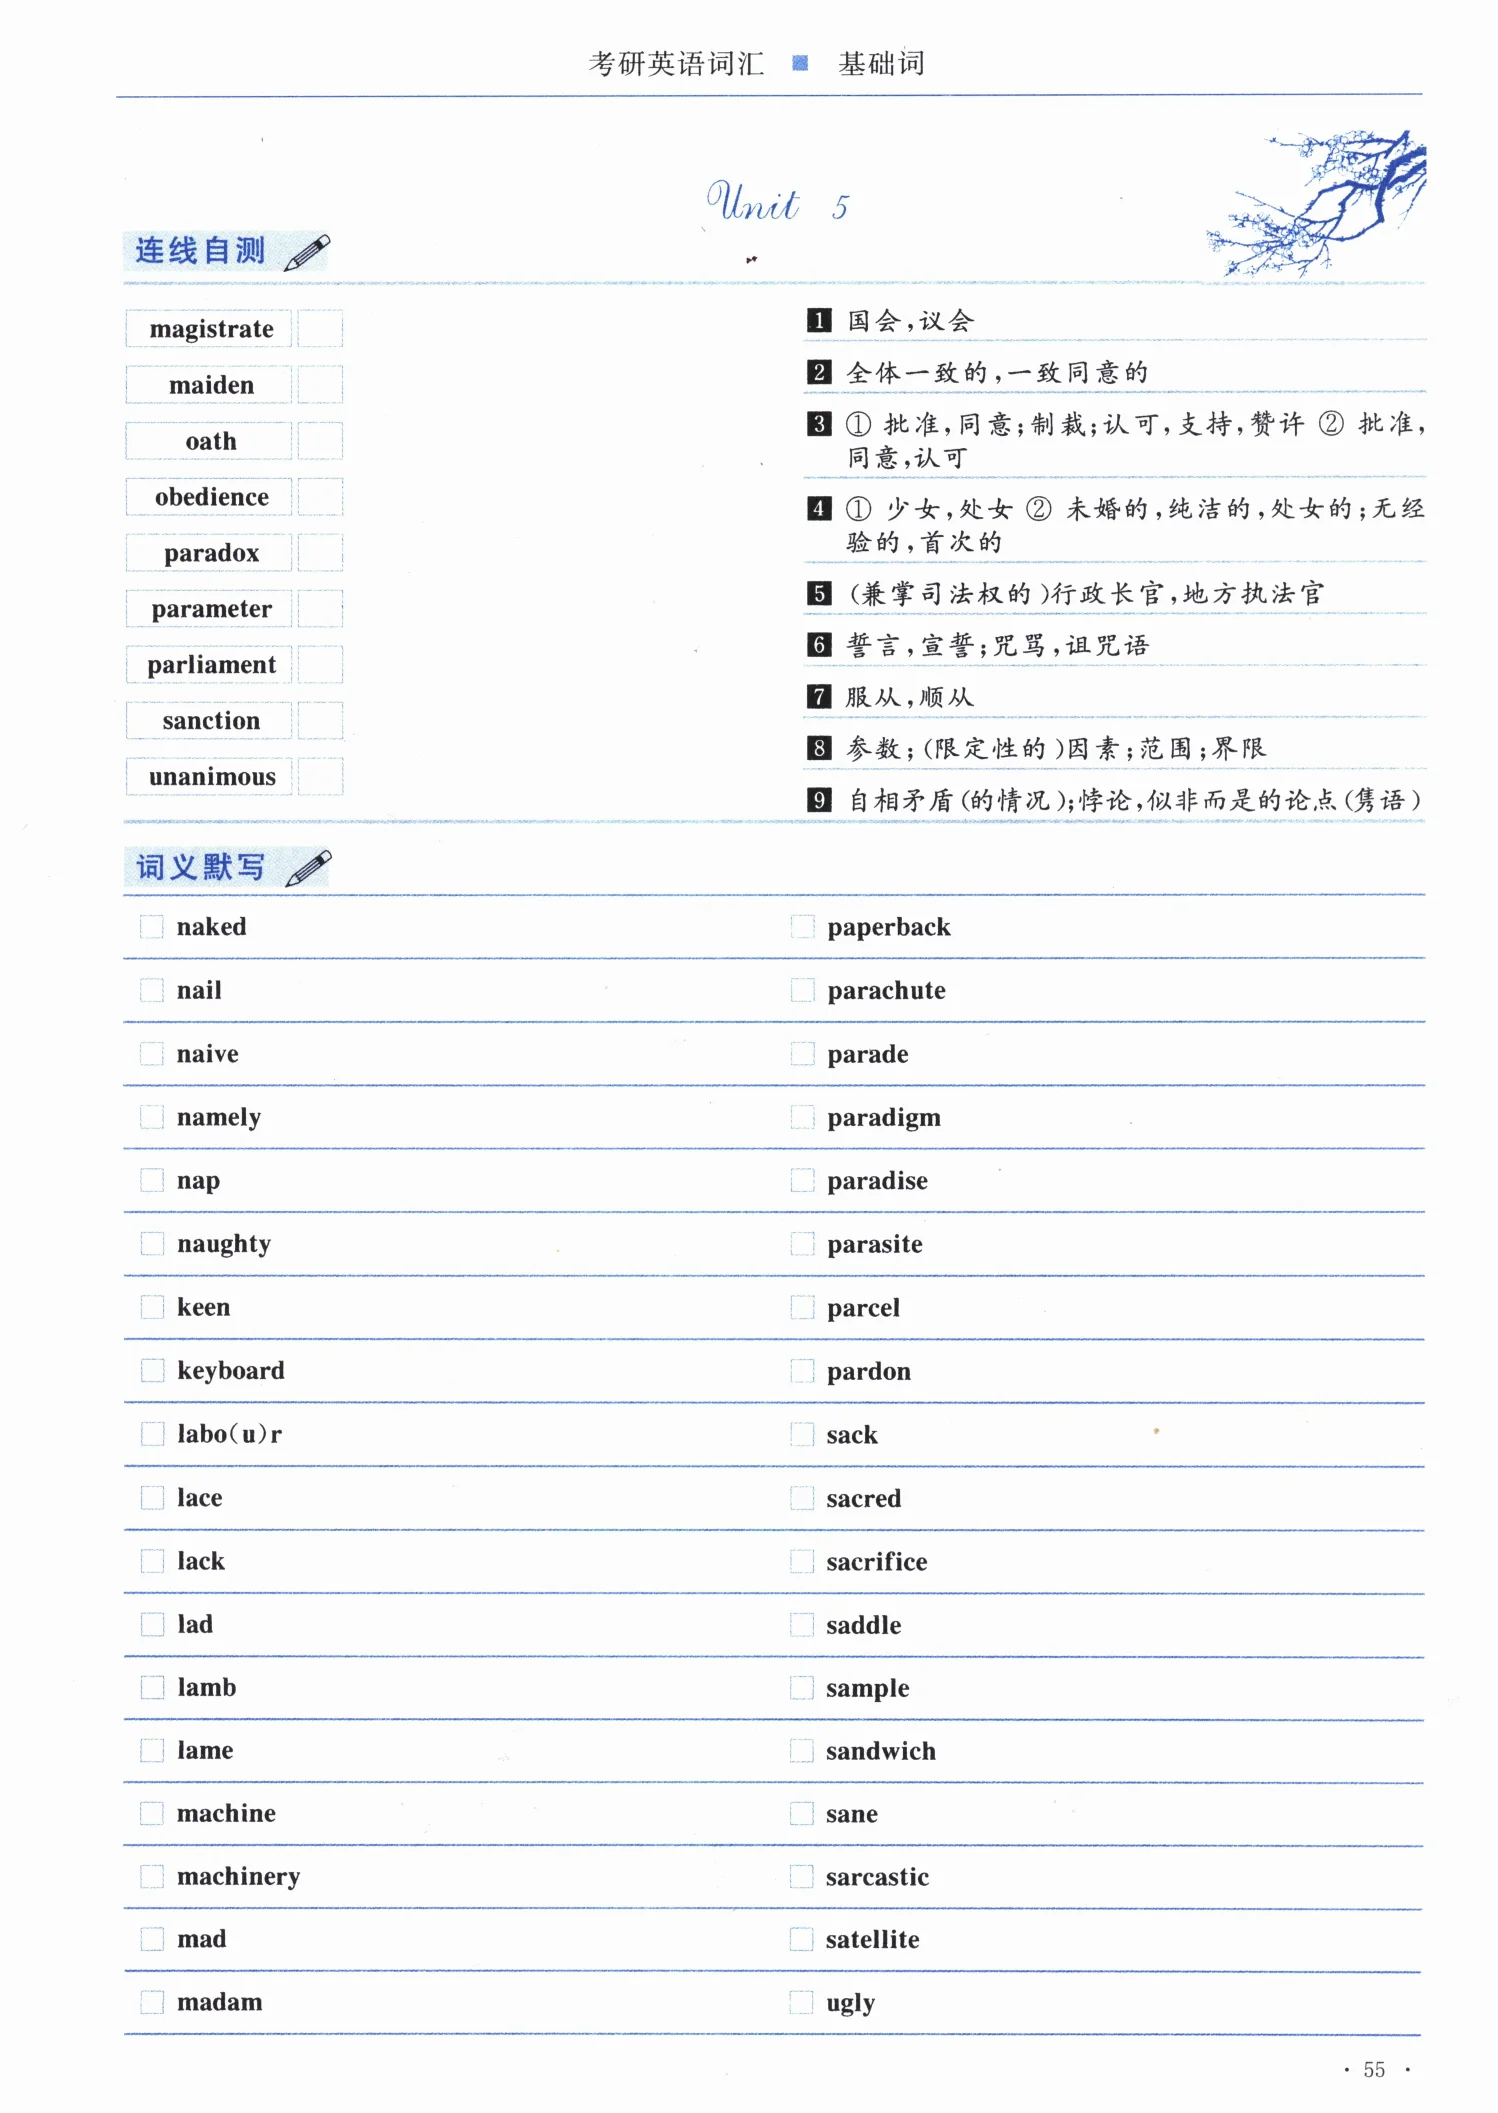 考研英语词汇 ■ 基础词
Unit 5
连线自测
magistrate
maiden
oath
obedience
paradox
parameter
parliament
sanction
unanimous
1 国会,议会
2 全体一致的,一致同意的
3 ① 批准,同意;制裁;认可,支持,赞许 ② 批准,
同意,认可
4 ① 少女,处女 ② 未婚的,纯洁的,处女的;无经
验的,首次的
5 (兼掌司法权的)行政长官,地方执法官
6 誓言,宣誓;咒骂,诅咒语
7 服从,顺从
8 参数;(限定性的)因素;范围;界限
9 自相矛盾(的情况);悖论,似非而是的论点(隽语)
词义默写
naked
nail
naive
namely
nap
naughty
keen
keyboard
labo(u)r
lace
lack
lad
lamb
lame
machine
machinery
mad
madam
paperback
parachute
parade
paradigm
paradise
parasite
parcel
pardon
sack
sacred
sacrifice
saddle
sample
sandwich
sane
sarcastic
satellite
ugly
· 55 ·